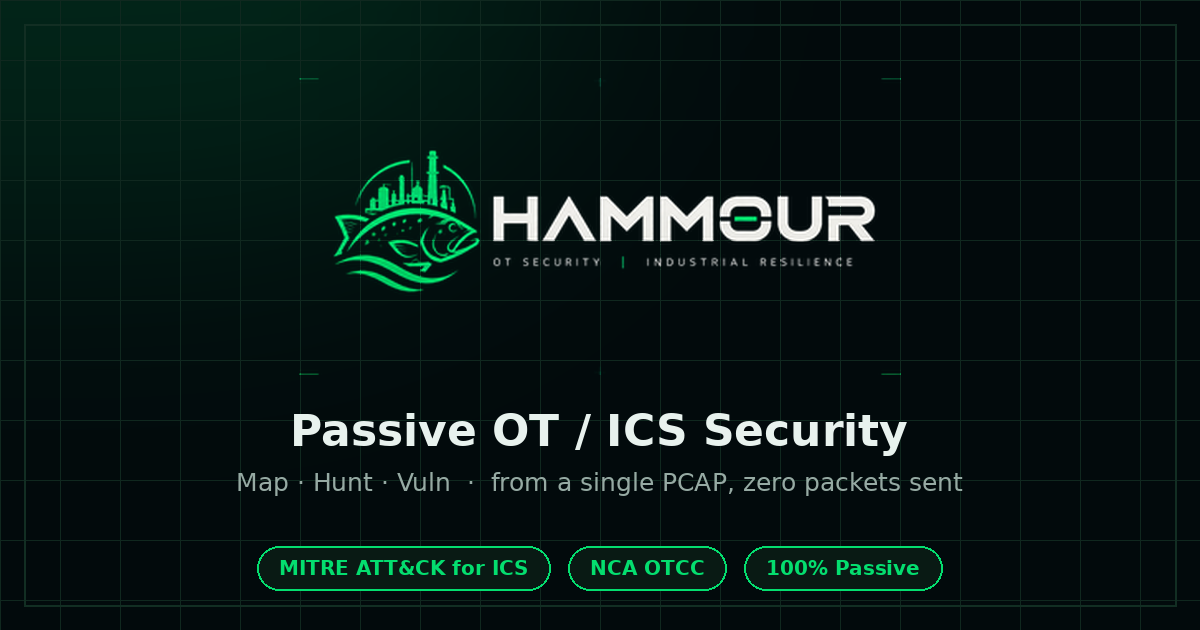 HAMMOUR
OT SECURITY | INDUSTRIAL RESILIENCE
Passive OT / ICS Security
Map · Hunt · Vuln · from a single PCAP, zero packets sent
MITRE ATT&CK for ICS NCA OTCC 100% Passive